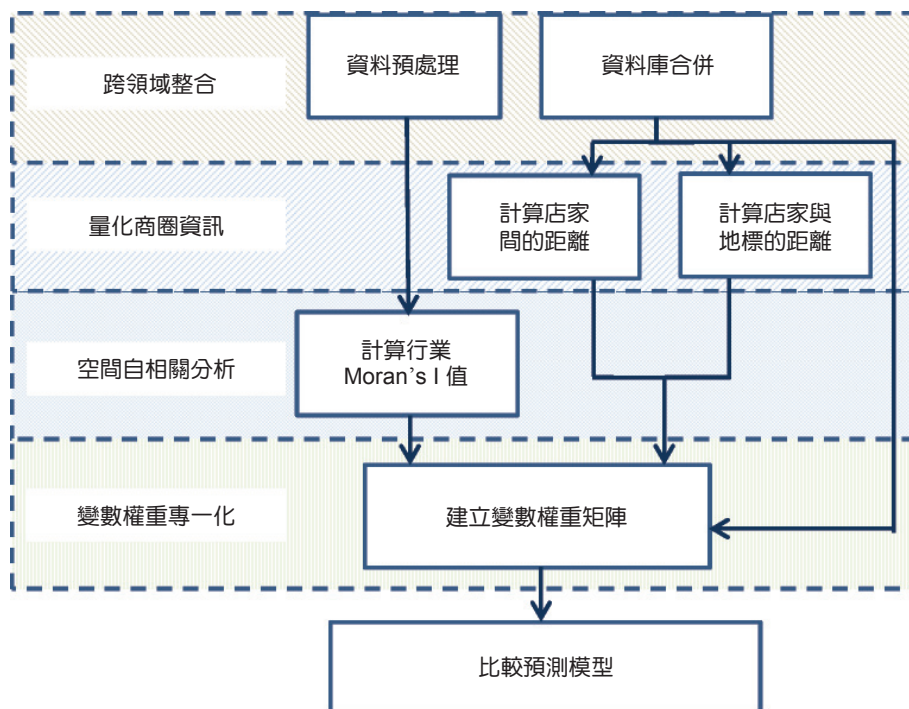 跨領域整合
資料預處理
資料庫合併
量化商圈資訊
計算店家
間的距離
計算店家與
地標的距離
空間自相關分析
計算行業
Moran's I 值
變數權重專一化
建立變數權重矩陣
比較預測模型